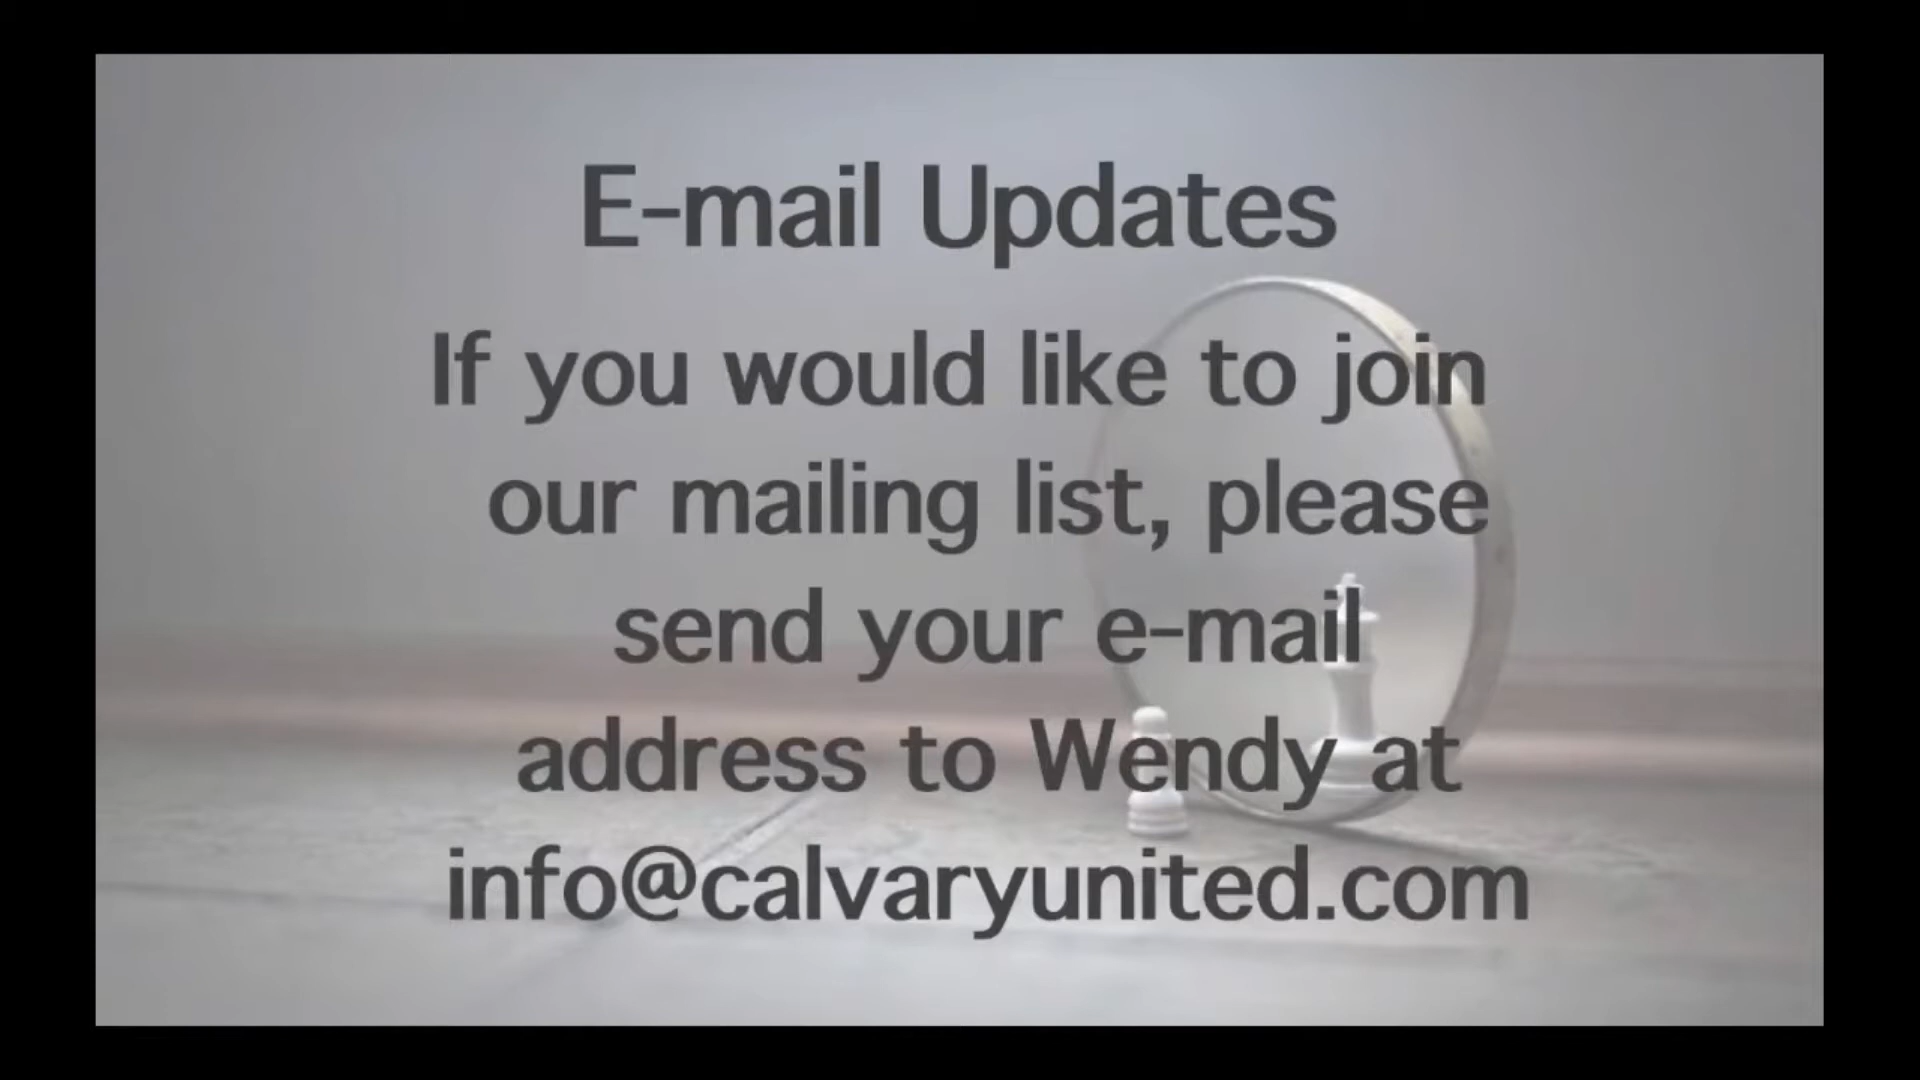 E-mail Updates
If you would like to join
our mailing list, please
send your e-mail
address to Wendy at
info@calvaryunited.com